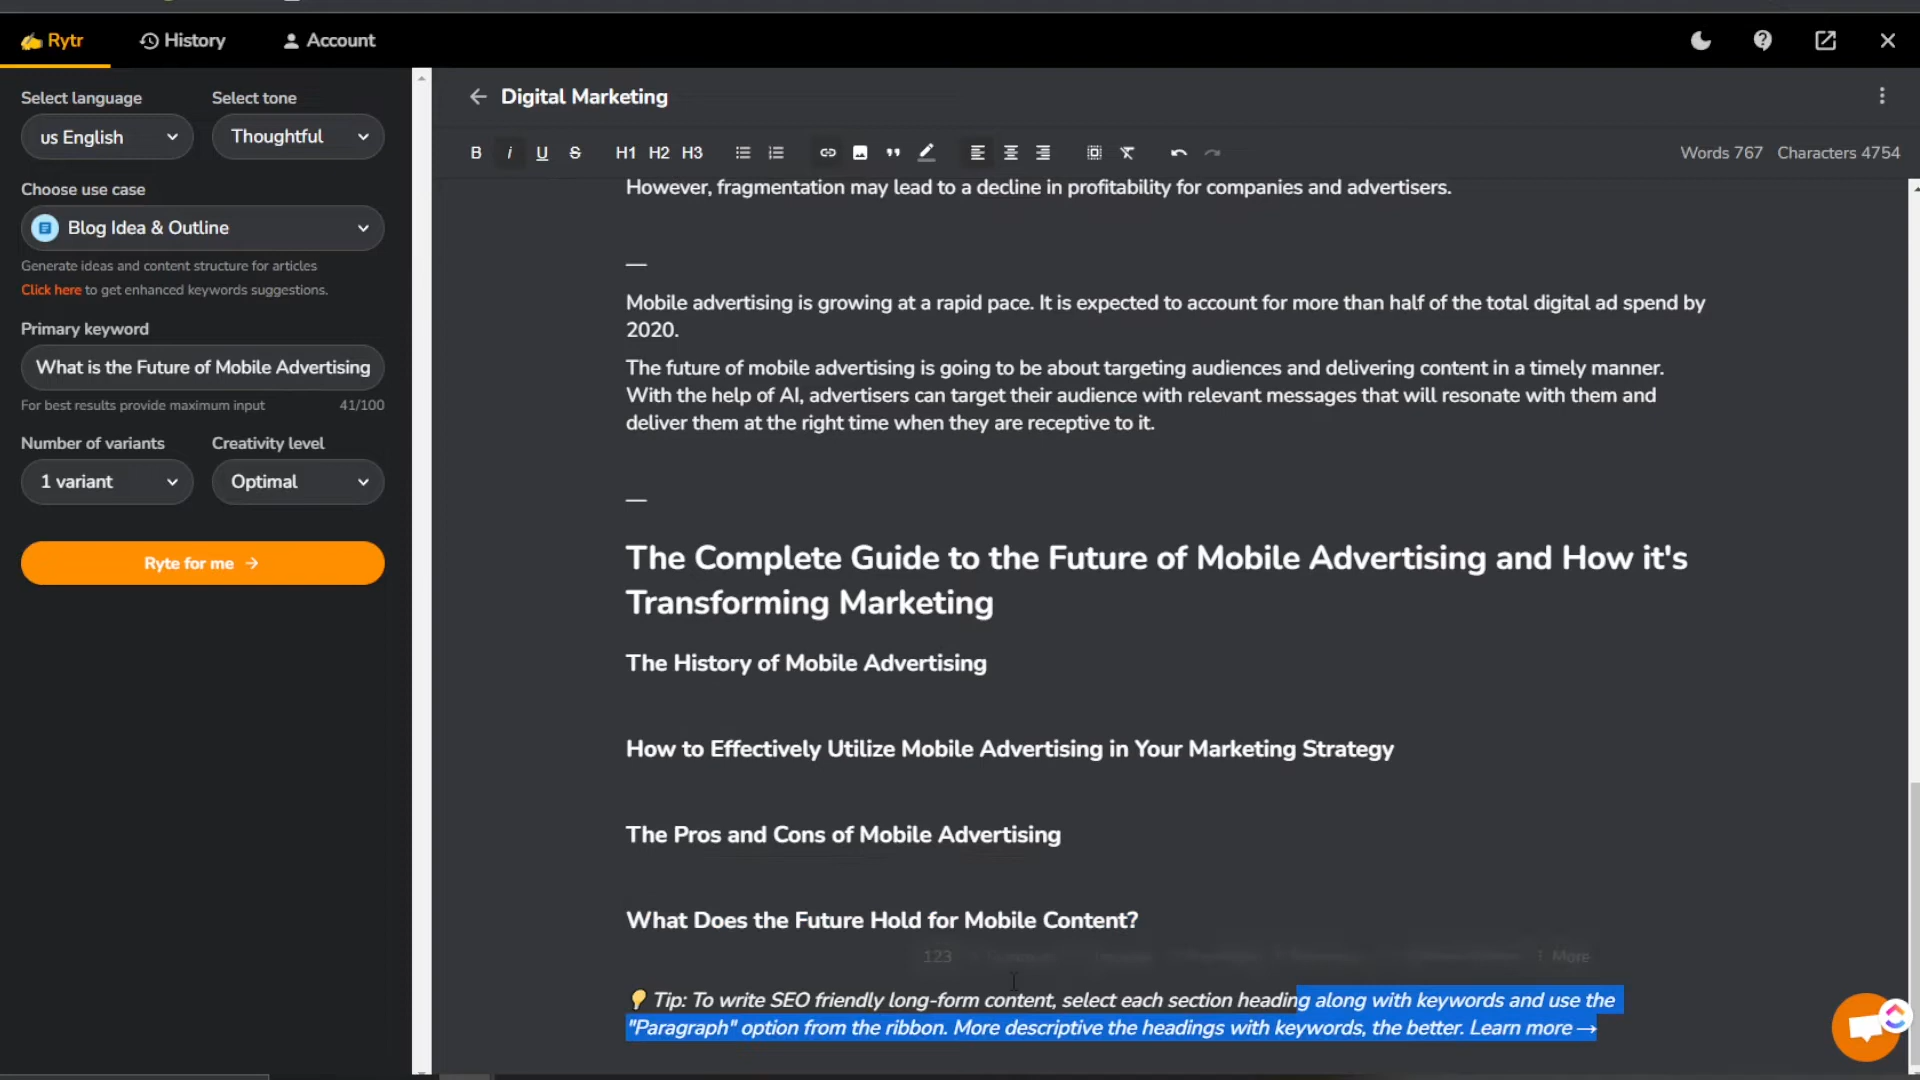 Rytr History Account
Select language Select tone
us English Thoughtful
Choose use case
Blog Idea & Outline
Generate ideas and content structure for articles
Click here to get enhanced keywords suggestions.
Primary keyword
What is the Future of Mobile Advertising
For best results provide maximum input 41/100
Number of variants Creativity level
1 variant Optimal
Ryte for me →
Digital Marketing
B i U S H1 H2 H3 Words 767 Characters 4754
However, fragmentation may lead to a decline in profitability for companies and advertisers.
—
Mobile advertising is growing at a rapid pace. It is expected to account for more than half of the total digital ad spend by
2020.
The future of mobile advertising is going to be about targeting audiences and delivering content in a timely manner.
With the help of AI, advertisers can target their audience with relevant messages that will resonate with them and
deliver them at the right time when they are receptive to it.
—
The Complete Guide to the Future of Mobile Advertising and How it's
Transforming Marketing
The History of Mobile Advertising
How to Effectively Utilize Mobile Advertising in Your Marketing Strategy
The Pros and Cons of Mobile Advertising
What Does the Future Hold for Mobile Content?
123 More
Tip: To write SEO friendly long-form content, select each section heading along with keywords and use the
"Paragraph" option from the ribbon. More descriptive the headings with keywords, the better. Learn more →